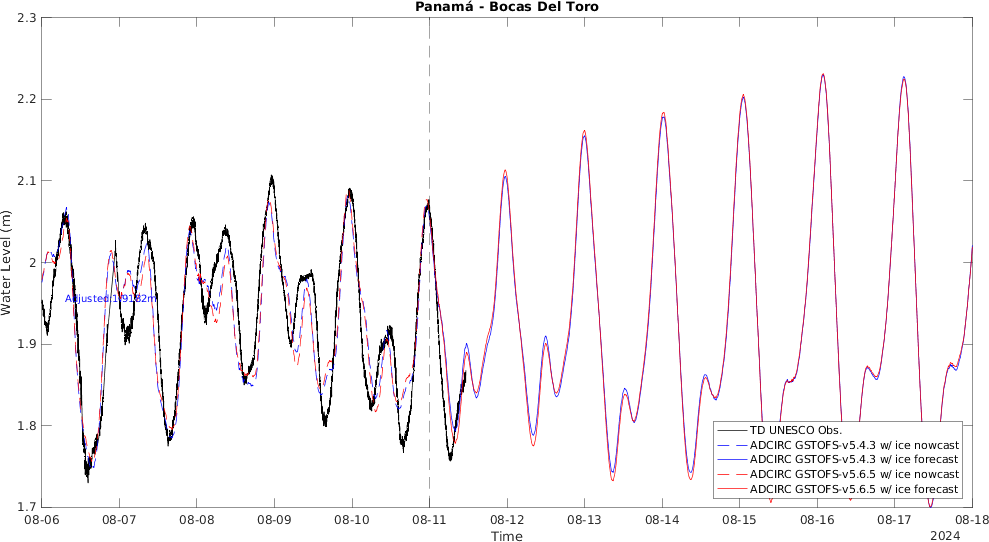 Panamá - Bocas Del Toro
2.3
2.2
2.1
2
1.9
1.8
1.7
Water Level (m)
Adjusted 1.9182m
TD UNESCO Obs.
ADCIRC GSTOFS-v5.4.3 w/ ice nowcast
ADCIRC GSTOFS-v5.4.3 w/ ice forecast
ADCIRC GSTOFS-v5.6.5 w/ ice nowcast
ADCIRC GSTOFS-v5.6.5 w/ ice forecast
08-06 08-07 08-08 08-09 08-10 08-11 08-12 08-13 08-14 08-15 08-16 08-17 08-18
Time
2024